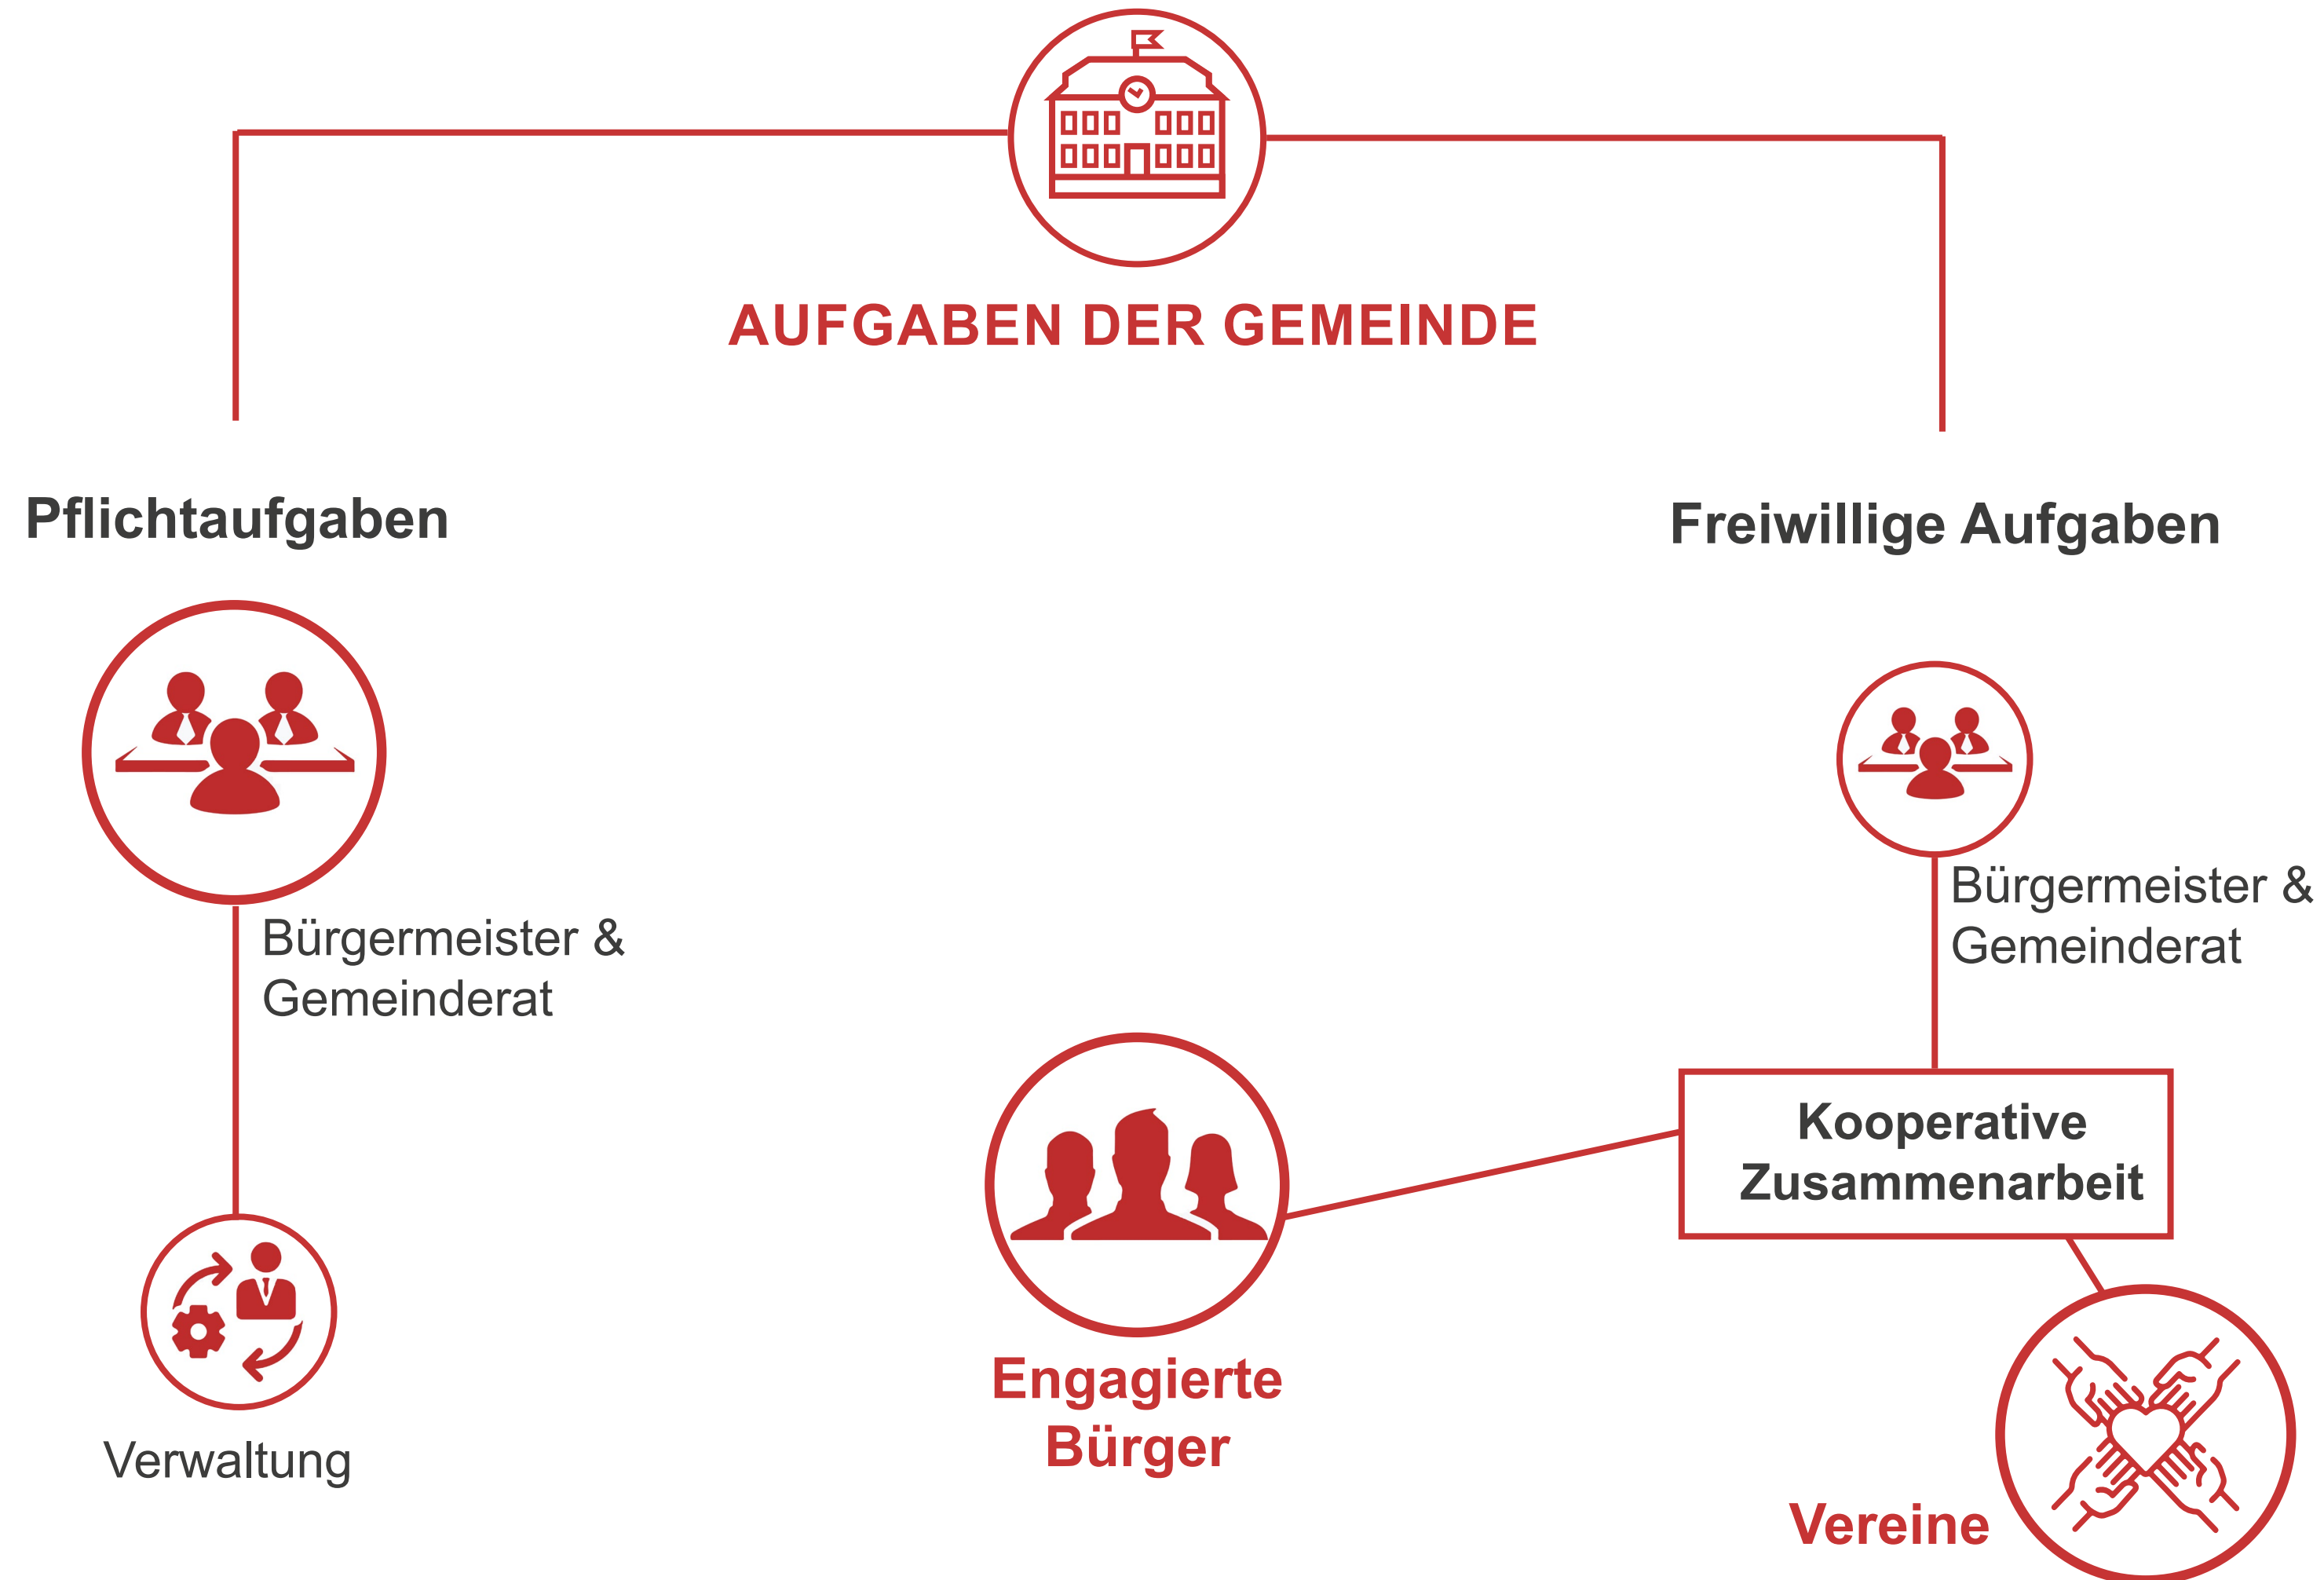 AUFGABEN DER GEMEINDE
Pflichtaufgaben
Freiwillige Aufgaben
Bürgermeister &
Gemeinderat
Bürgermeister &
Gemeinderat
Kooperative
Zusammenarbeit
Engagierte
Bürger
Verwaltung
Vereine